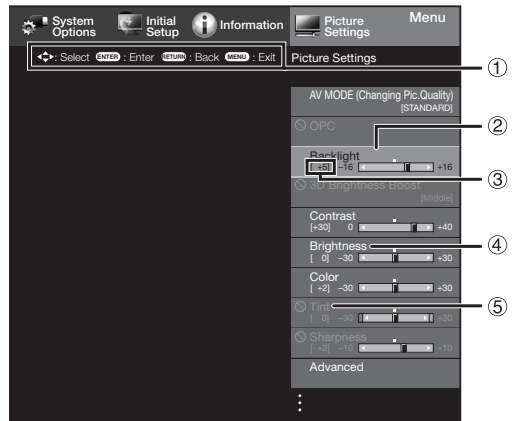 System Options
Initial Setup
Information
Picture Settings
Menu
: Select ENTER : Enter RETURN : Back MENU : Exit
Picture Settings
①
AV MODE (Changing Pic.Quality)
[STANDARD]
②
OPC
Backlight
[ +5] –16 +16
③
3D Brightness Boost
[Middle]
Contrast
[+30] 0 +40
Brightness
④
[ 0] –30 +30
Color
[ +2] –30 +30
Tint
⑤
[ 0] –30 +30
Sharpness
[ +2] –10 +10
Advanced